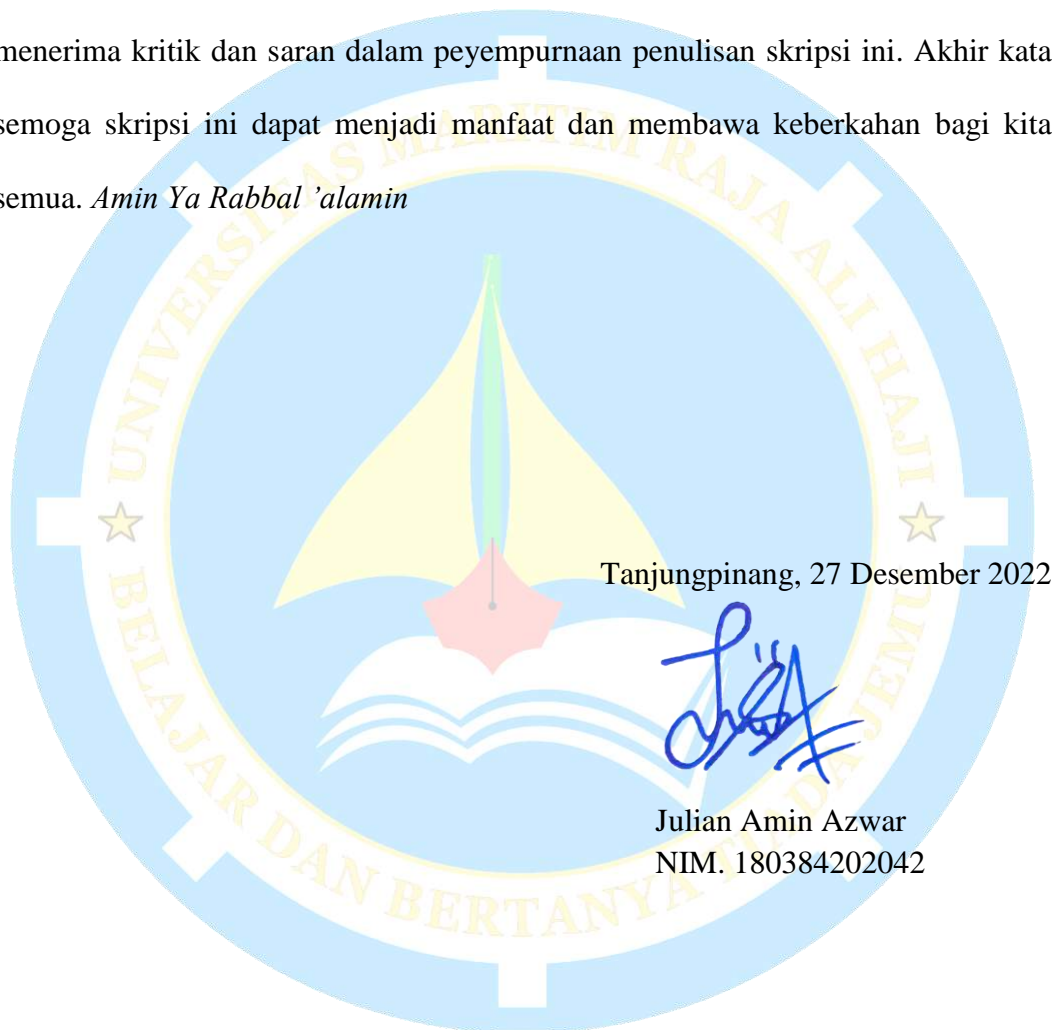 menerima kritik dan saran dalam peyempurnaan penulisan skripsi ini. Akhir kata
semoga skripsi ini dapat menjadi manfaat dan membawa keberkahan bagi kita
semua. Amin Ya Rabbal ’alamin
UNIVERSITAS MARITIM RAJA ALI HAJI
BELAJAR DAN BERTANYA TIADA JEMU
Tanjungpinang, 27 Desember 2022
Julian Amin Azwar
NIM. 180384202042